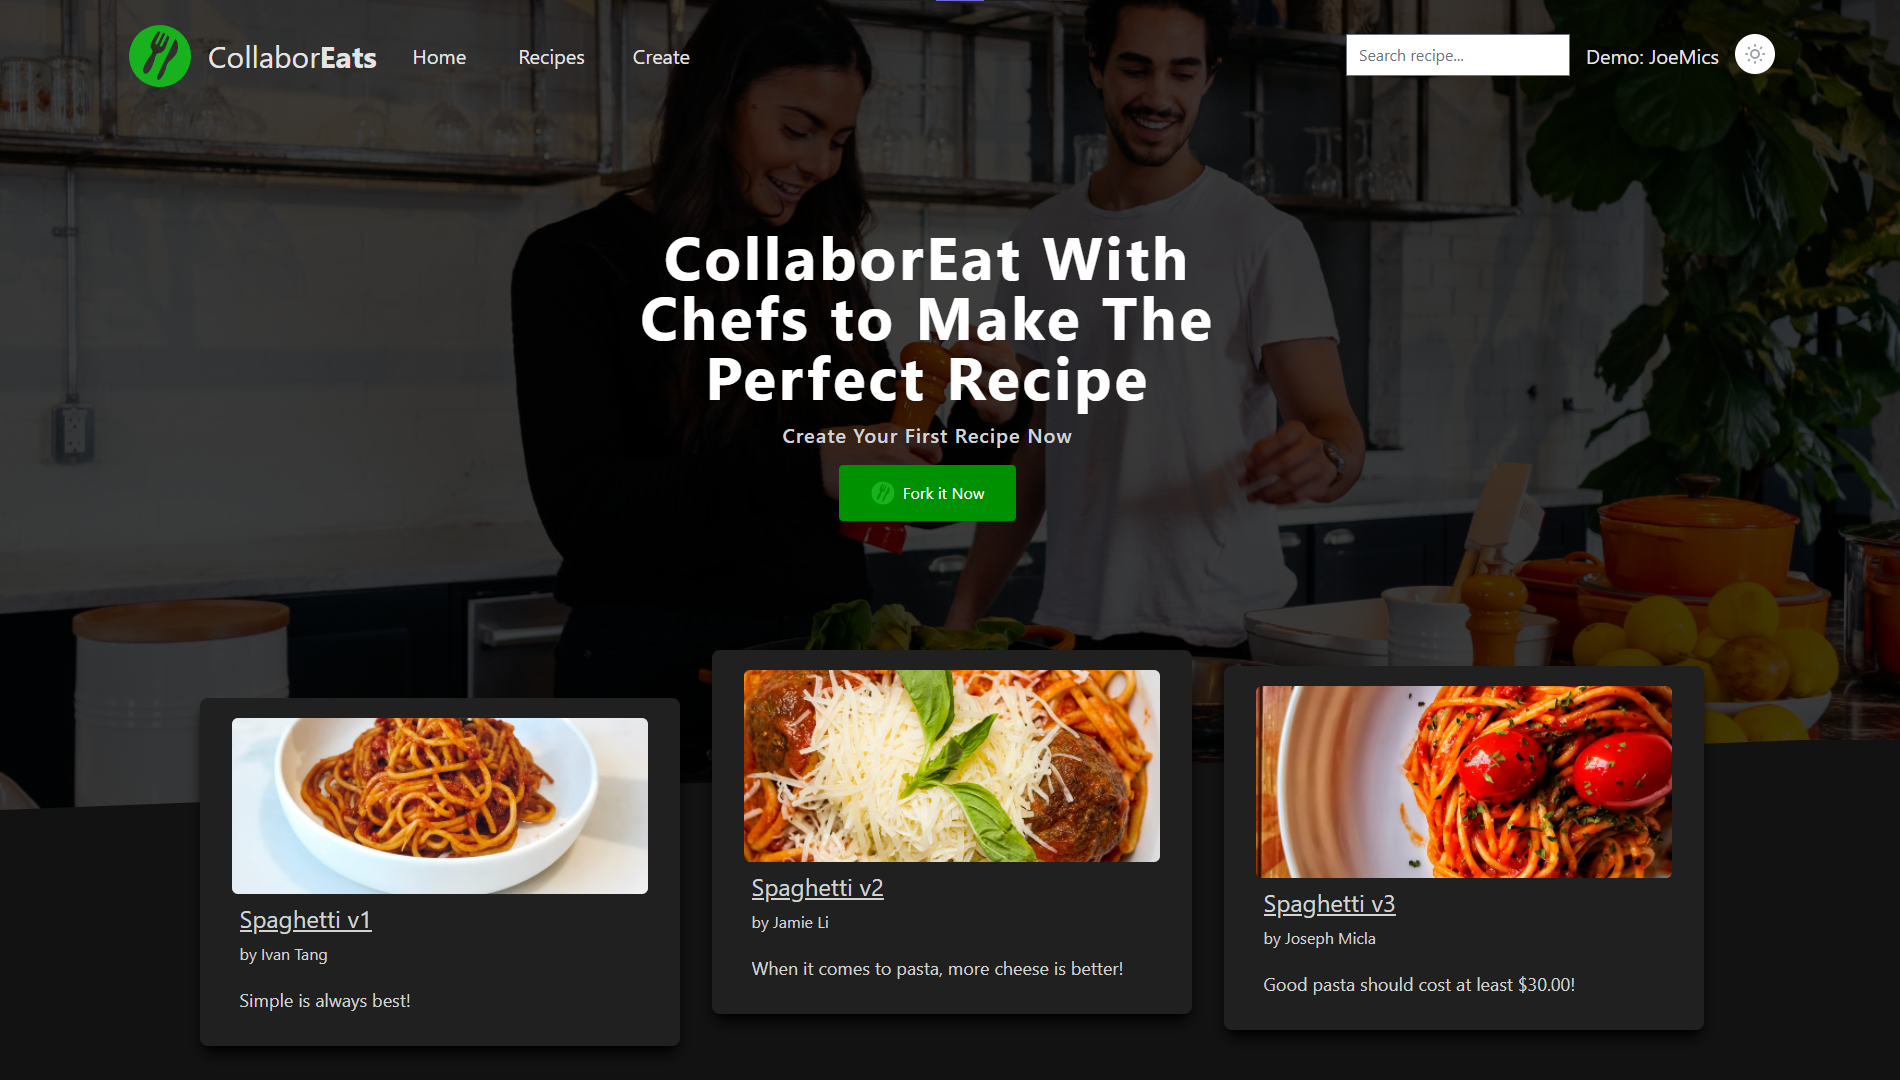 CollaborEats
Home
Recipes
Create
Search recipe...
Demo: JoeMics
CollaborEat With
Chefs to Make The
Perfect Recipe
Create Your First Recipe Now
Fork it Now
Spaghetti v1
by Ivan Tang
Simple is always best!
Spaghetti v2
by Jamie Li
When it comes to pasta, more cheese is better!
Spaghetti v3
by Joseph Micla
Good pasta should cost at least $30.00!